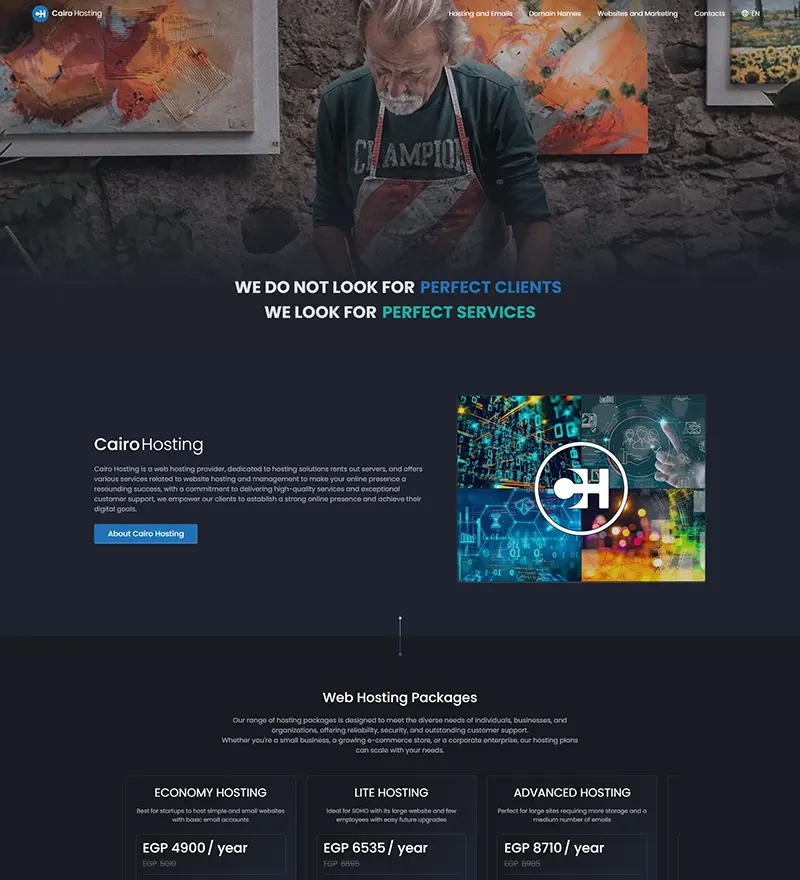 Cairo Hosting
Hosting and Emails
Domain Names
Websites and Marketing
Contacts
EN
CHAMPION
WE DO NOT LOOK FOR PERFECT CLIENTS
WE LOOK FOR PERFECT SERVICES
Cairo Hosting
Cairo Hosting is a web hosting provider, dedicated to hosting solutions rents out servers, and offers
various services related to website hosting and management to make your online presence a
resounding success, with a commitment to delivering high-quality services and exceptional
customer support, we empower our clients to establish a strong online presence and achieve their
digital goals.
About Cairo Hosting
CH
Web Hosting Packages
Our range of hosting packages is designed to meet the diverse needs of individuals, businesses, and
organizations, offering reliability, security, and outstanding customer support.
Whether you're a small business, a growing e-commerce store, or a corporate enterprise, our hosting plans
can scale with your needs.
ECONOMY HOSTING
Best for startups to host simple and small websites
with basic email accounts
EGP 4900 / year
EGP 5010
LITE HOSTING
Ideal for SOHO with its large website and few
employees with easy future upgrades
EGP 6535 / year
EGP 6695
ADVANCED HOSTING
Perfect for large sites requiring more storage and a
medium number of emails
EGP 8710 / year
EGP 8985